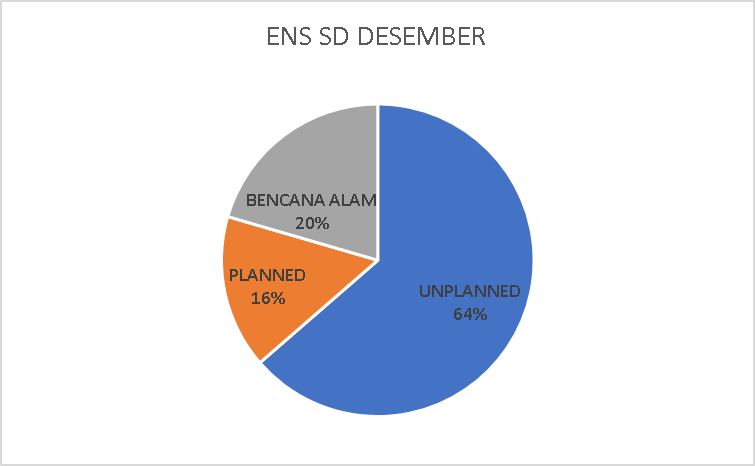 ENS SD DESEMBER
BENCANA ALAM
20%
PLANNED
16%
UNPLANNED
64%